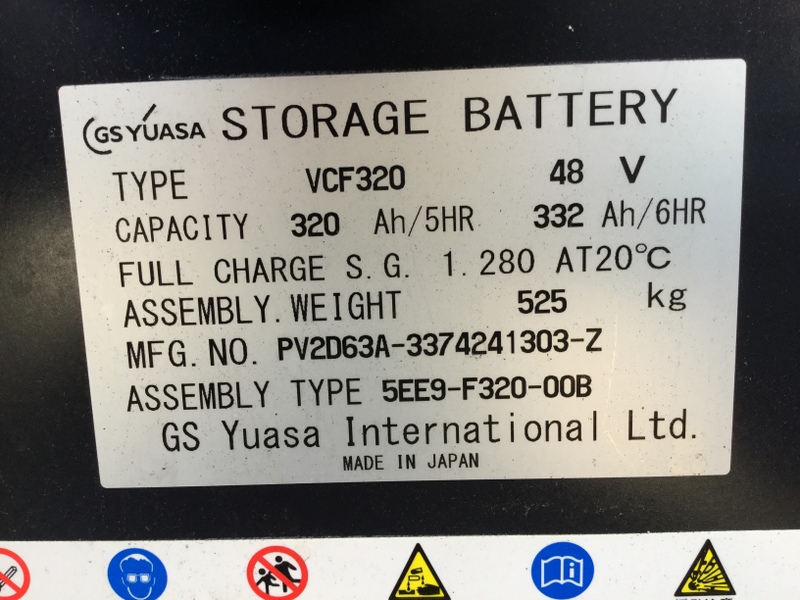 GS YUASA STORAGE BATTERY
TYPE VCF320 48 V
CAPACITY 320 Ah/5HR 332 Ah/6HR
FULL CHARGE S.G. 1.280 AT20℃
ASSEMBLY.WEIGHT 525 kg
MFG.NO. PV2D63A-3374241303-Z
ASSEMBLY TYPE 5EE9-F320-00B
GS Yuasa International Ltd.
MADE IN JAPAN